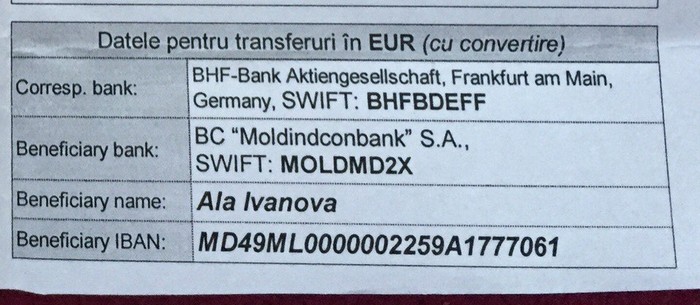 Datele pentru transferuri în EUR (cu convertire)
Corresp. bank:
BHF-Bank Aktiengesellschaft, Frankfurt am Main,
Germany, SWIFT: BHFBDEFF
Beneficiary bank:
BC "Moldindconbank" S.A.,
SWIFT: MOLDMD2X
Beneficiary name:
Ala Ivanova
Beneficiary IBAN:
MD49ML0000002259A1777061